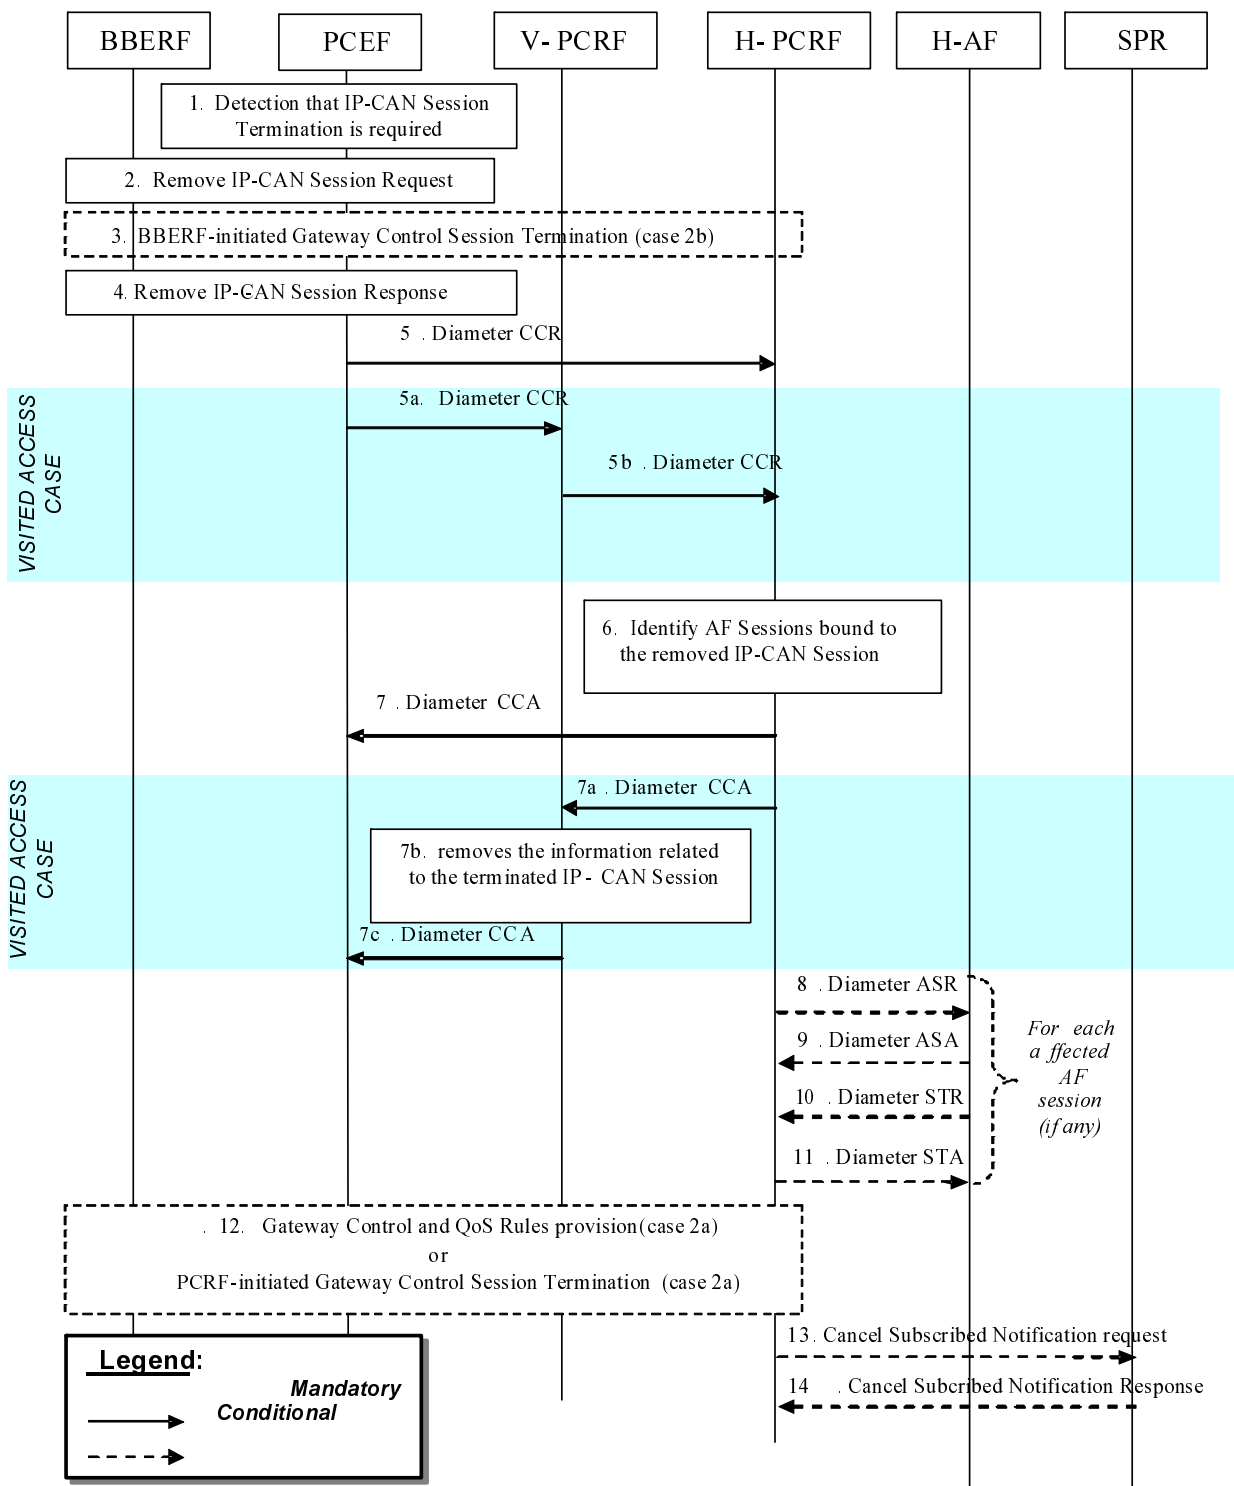 BBERF
PCEF
V- PCRF
H- PCRF
H-AF
SPR
1. Detection that IP-CAN Session
Termination is required
2. Remove IP-CAN Session Request
3. BBERF-initiated Gateway Control Session Termination (case 2b)
4. Remove IP-CAN Session Response
5 . Diameter CCR
VISITED ACCESS
CASE
5a. Diameter CCR
5b . Diameter CCR
6. Identify AF Sessions bound to
the removed IP-CAN Session
7 . Diameter CCA
VISITED ACCESS
CASE
7a . Diameter CCA
7b. removes the information related
to the terminated IP - CAN Session
7c . Diameter CCA
8 . Diameter ASR
9 . Diameter ASA
10 . Diameter STR
11 . Diameter STA
For each
a ffected
AF
session
(if any)
. 12. Gateway Control and QoS Rules provision(case 2a)
or
PCRF-initiated Gateway Control Session Termination (case 2a)
13. Cancel Subscribed Notification request
14 . Cancel Subcribed Notification Response
Legend:
Mandatory
Conditional